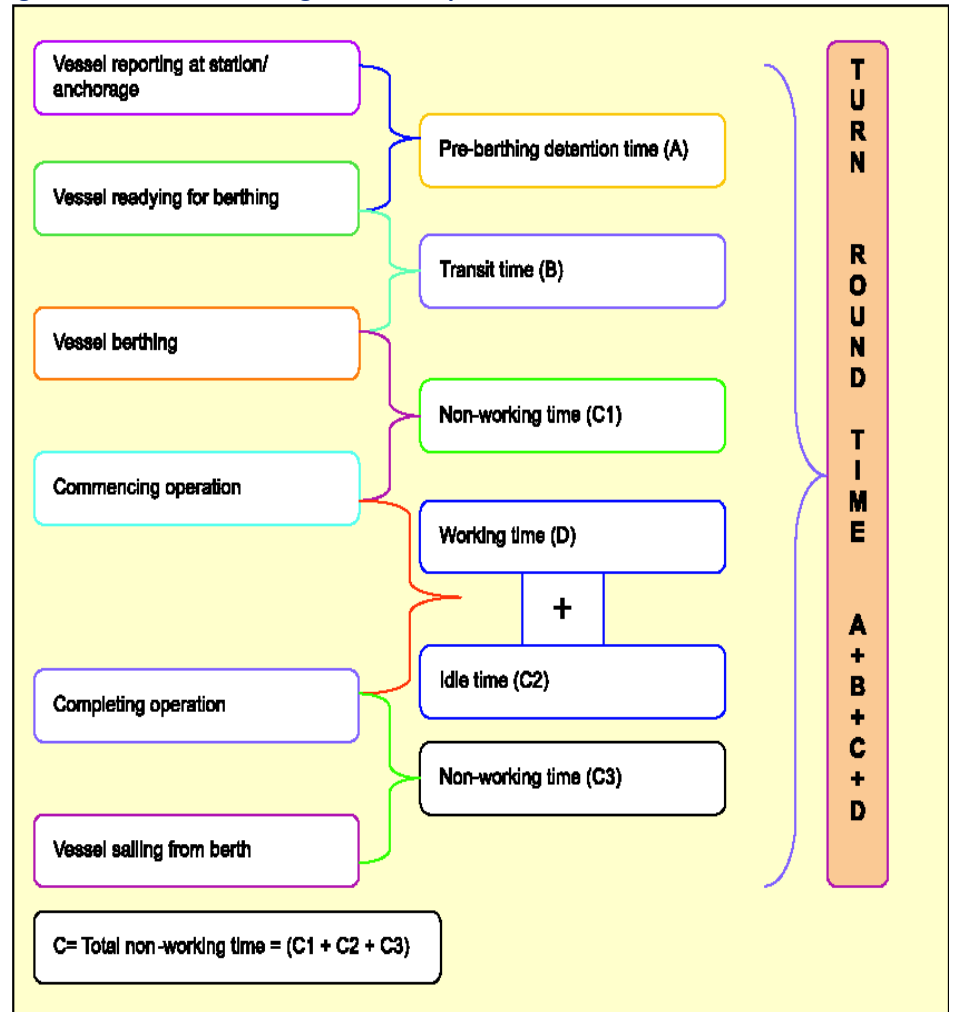 Vessel reporting at station/
anchorage
Pre-berthing detention time (A)
Vessel readying for berthing
Transit time (B)
Vessel berthing
Non-working time (C1)
Commencing operation
Working time (D)
+
Idle time (C2)
Completing operation
Non-working time (C3)
Vessel sailing from berth
C= Total non-working time = (C1 + C2 + C3)
TURN ROUND TIME A+B+C+D